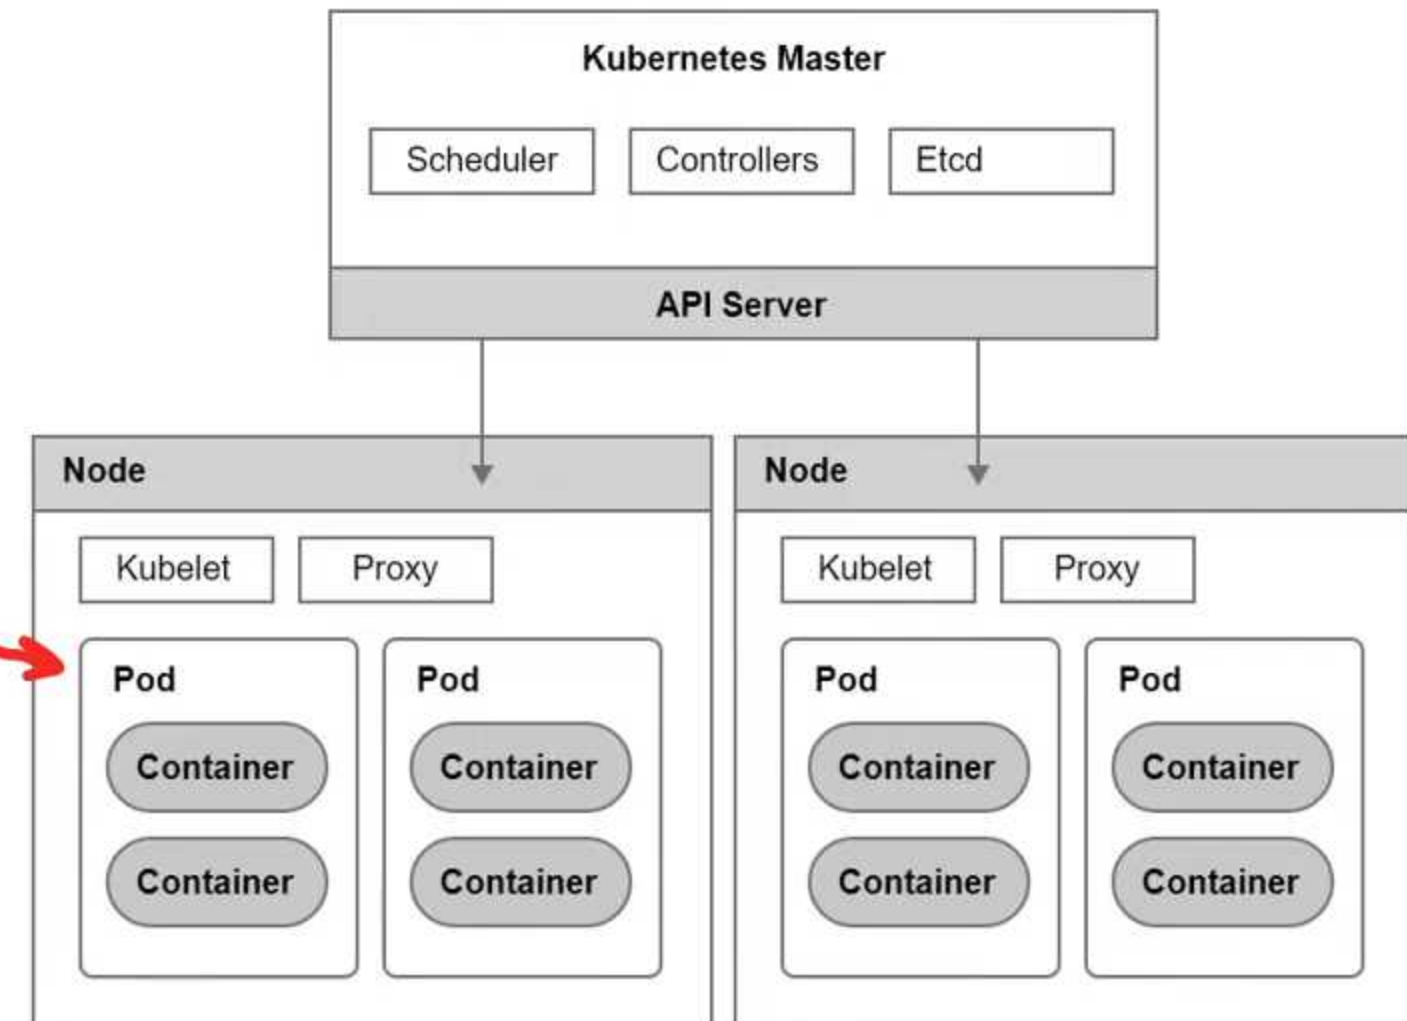 Kubernetes Master
Scheduler
Controllers
Etcd
API Server
Node
Kubelet
Proxy
Pod
Container
Container
Pod
Container
Container
Node
Kubelet
Proxy
Pod
Container
Container
Pod
Container
Container